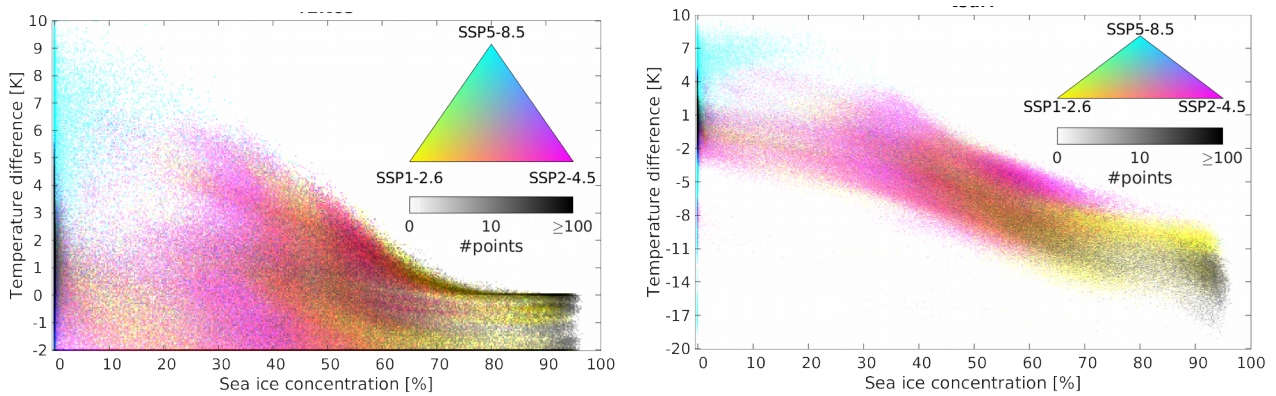 10
9
8
7
6
5
4
3
2
1
0
-1
-2
Temperature difference [K]
0 10 20 30 40 50 60 70 80 90 100
Sea ice concentration [%]
SSP5-8.5
SSP1-2.6 SSP2-4.5
0 10 ≥100
#points
10
7
4
1
-2
-5
-8
-11
-14
-17
-20
Temperature difference [K]
0 10 20 30 40 50 60 70 80 90 100
Sea ice concentration [%]
SSP5-8.5
SSP1-2.6 SSP2-4.5
0 10 ≥100
#points